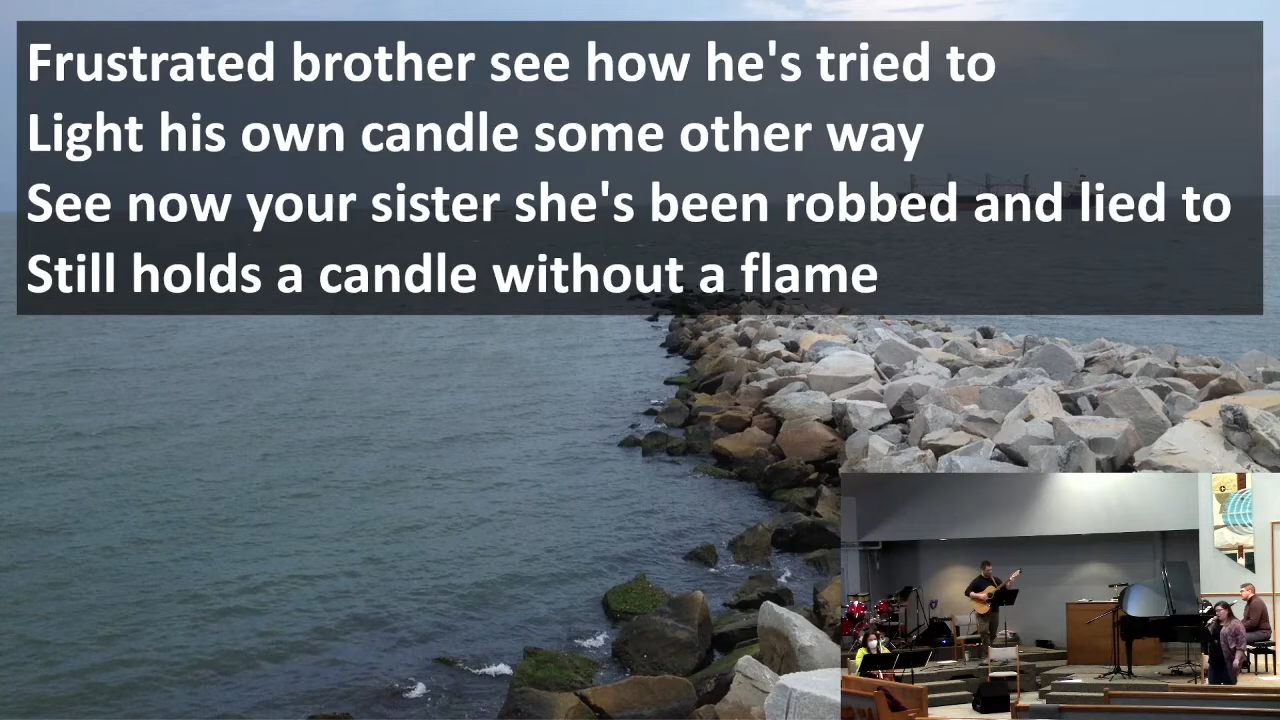 Frustrated brother see how he's tried to
Light his own candle some other way
See now your sister she's been robbed and lied to
Still holds a candle without a flame